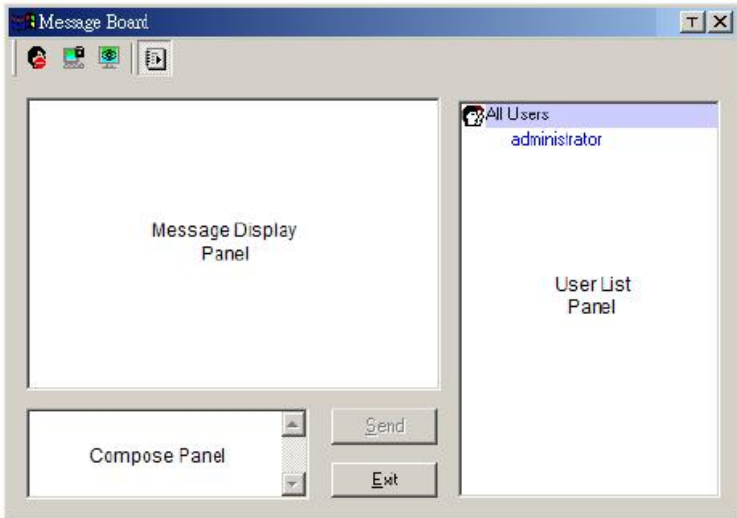 Message Board
T X
All Users
administrator
Message Display
Panel
User List
Panel
Compose Panel
Send
Exit